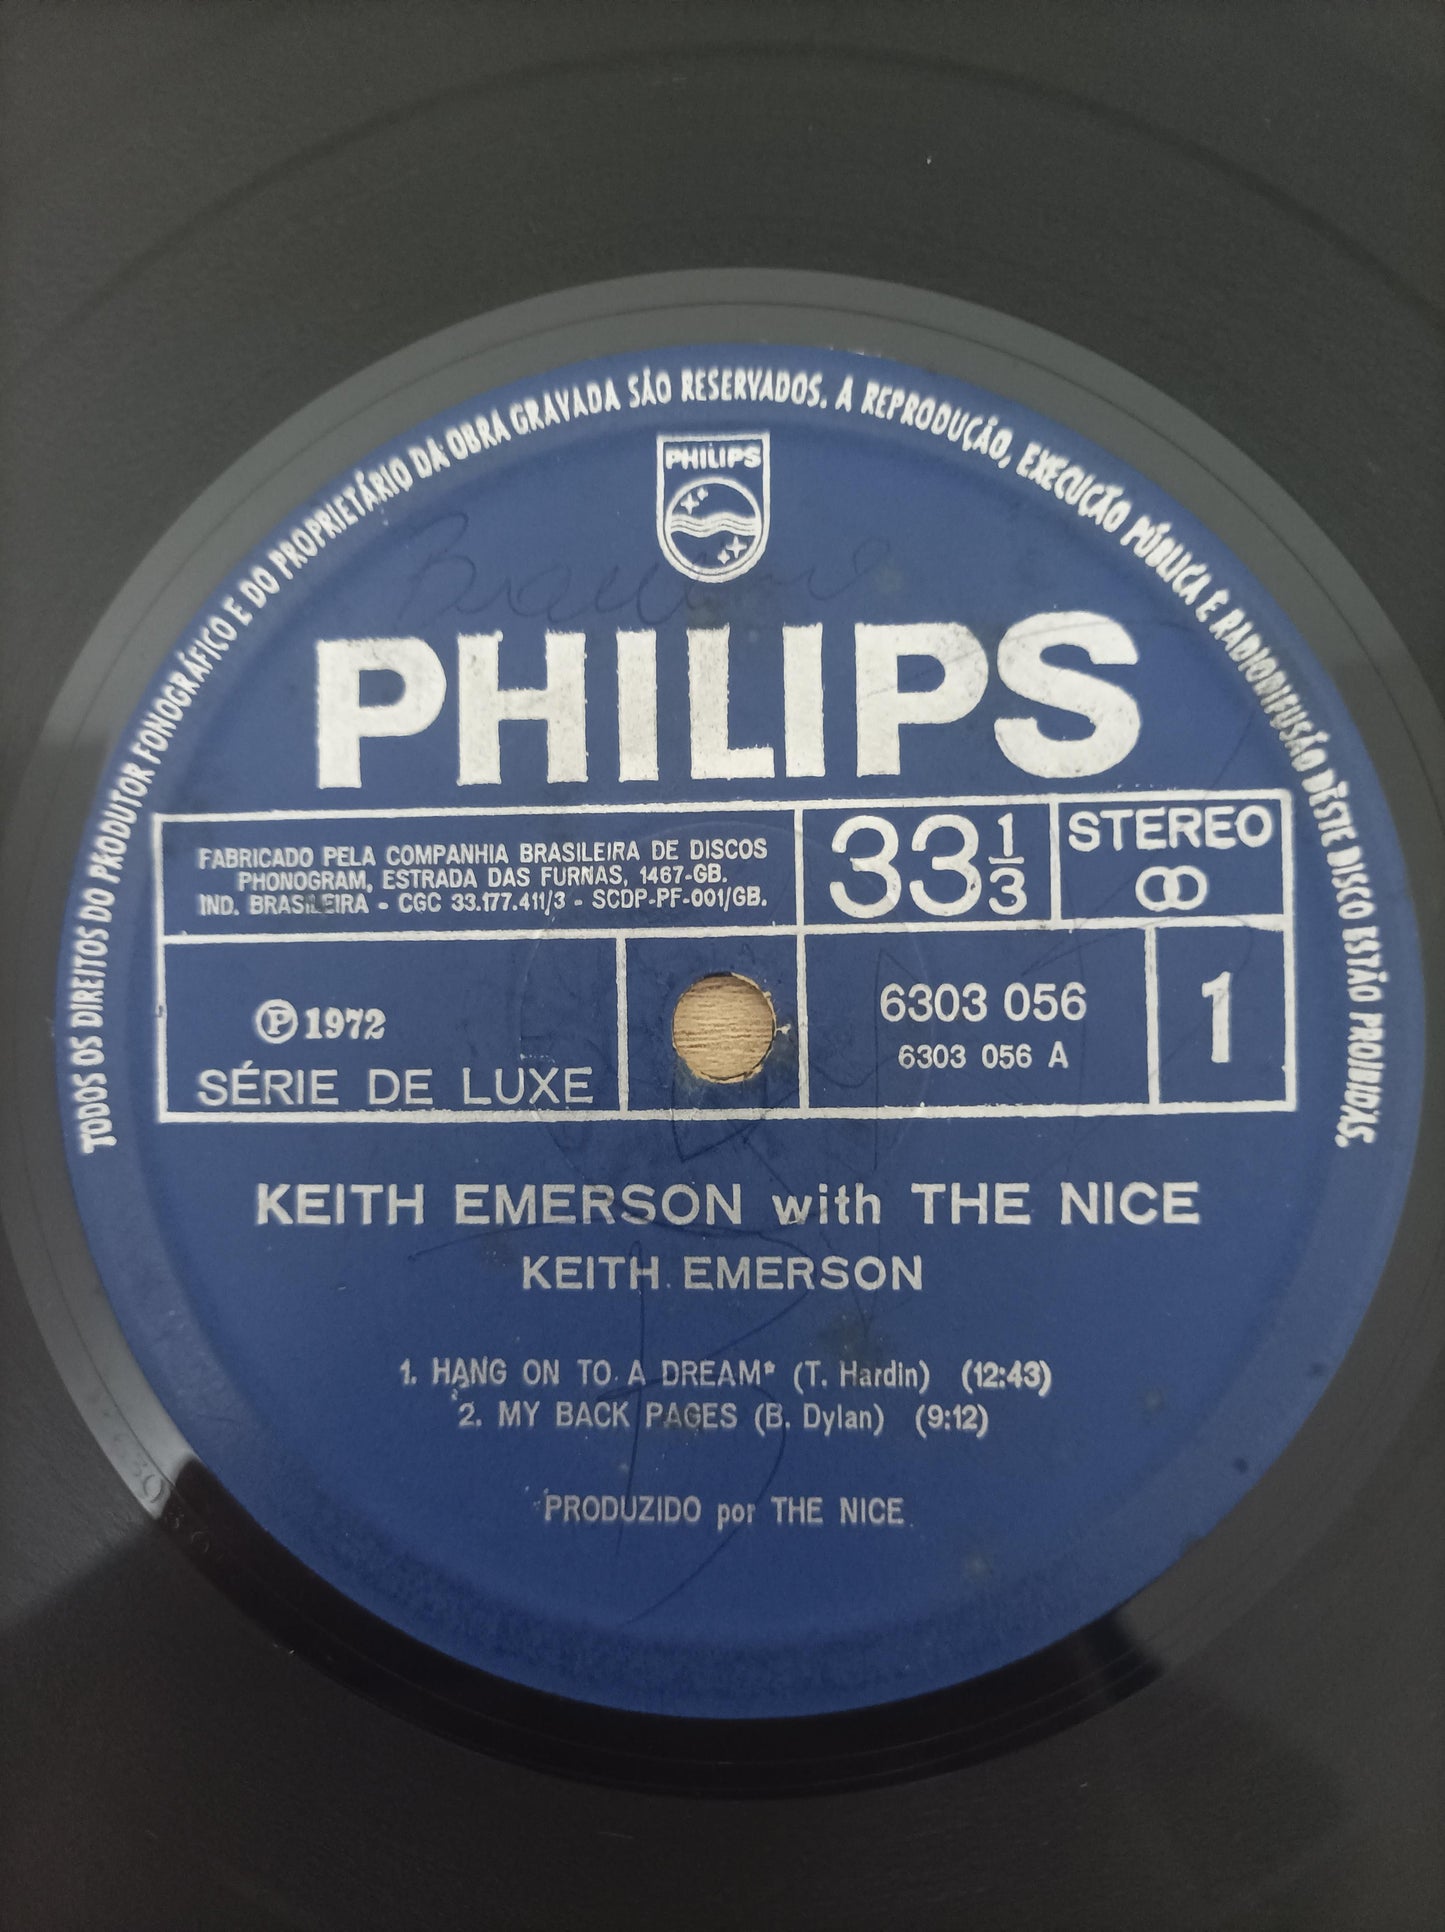 TODOS OS DIREITOS DO PRODUTOR FONOGRÁFICO E DO PROPRIETÁRIO DA OBRA GRAVADA SÃO RESERVADOS. A REPRODUÇÃO, EXECUÇÃO PÚBLICA E RADIODIFUSÃO DÊSTE DISCO ESTÃO PROIBIDAS.
PHILIPS
PHILIPS
FABRICADO PELA COMPANHIA BRASILEIRA DE DISCOS
PHONOGRAM, ESTRADA DAS FURNAS, 1467-GB.
IND. BRASILEIRA - CGC 33.177.411/3 - SCDP-PF-001/GB.
33 1/3
STEREO
℗ 1972
SÉRIE DE LUXE
6303 056
6303 056 A
1
KEITH EMERSON with THE NICE
KEITH EMERSON
1. HANG ON TO A DREAM* (T. Hardin) (12:43)
2. MY BACK PAGES (B. Dylan) (9:12)
PRODUZIDO por THE NICE